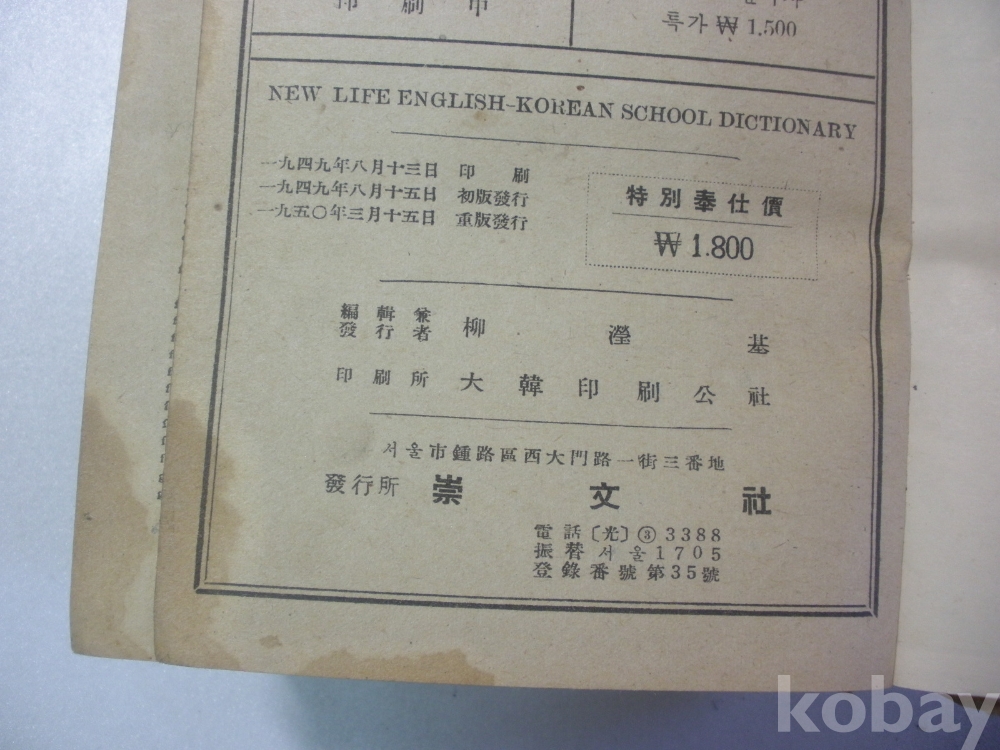 印 刷 中
특가 ₩ 1.500
NEW LIFE ENGLISH-KOREAN SCHOOL DICTIONARY
一九四九年八月十三日 印 刷
一九四九年八月十五日 初版發行
一九五〇年三月十五日 重版發行
特別奉仕價
₩ 1.800
編輯兼
發行者 柳 瀅 基
印刷所 大韓印刷公社
서울市鍾路區西大門路一街三番地
發行所 崇文社
電話〔光〕③3388
振替서울1705
登錄番號第35號
kobay